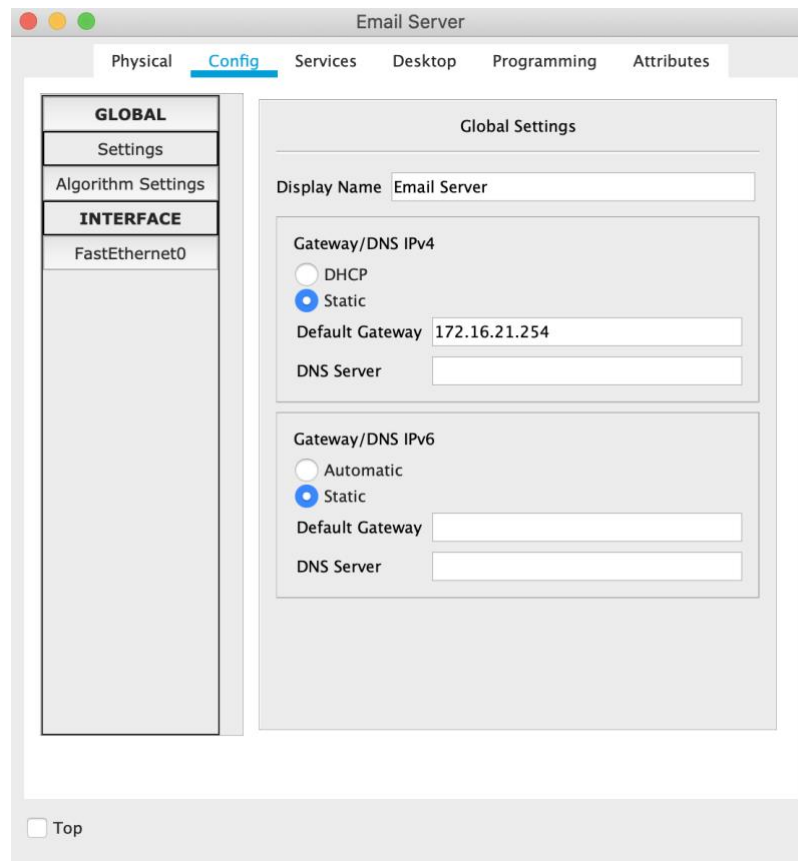 Email Server
Physical Config Services Desktop Programming Attributes
GLOBAL
Settings
Algorithm Settings
INTERFACE
FastEthernet0
Global Settings
Display Name Email Server
Gateway/DNS IPv4
DHCP
Static
Default Gateway 172.16.21.254
DNS Server
Gateway/DNS IPv6
Automatic
Static
Default Gateway
DNS Server
Top